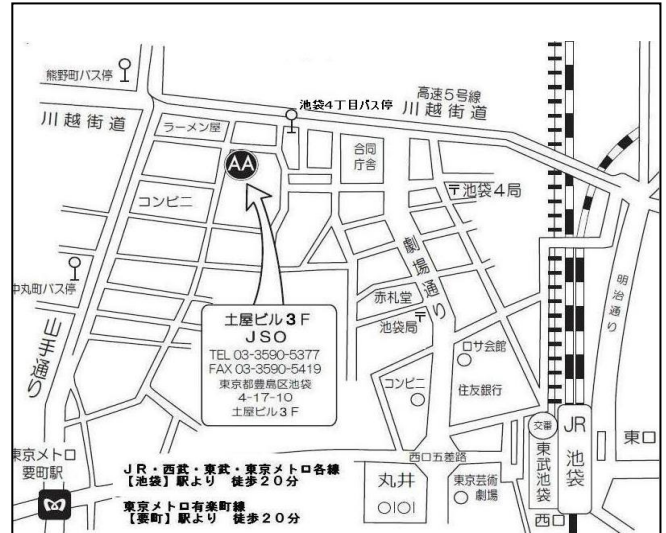 熊野町バス停
池袋4丁目バス停
高速5号線
川越街道
川越街道
ラーメン屋
合同
庁舎
AA
〒池袋4局
コンビニ
劇場通り
明治通り
中丸町バス停
赤札堂
池袋局〒
山手通り
土屋ビル3F
JSO
TEL 03-3590-5377
FAX 03-3590-5419
東京都豊島区池袋
4-17-10
土屋ビル3F
ロサ会館
コンビニ
住友銀行
交番
JR 池袋
東武池袋
東口
西口五差路
東京メトロ
要町駅
JR・西武・東武・東京メトロ各線
【池袋】駅より 徒歩20分
丸井
OIOI
東京芸術
劇場
西口
東京メトロ有楽町線
【要町】駅より 徒歩20分